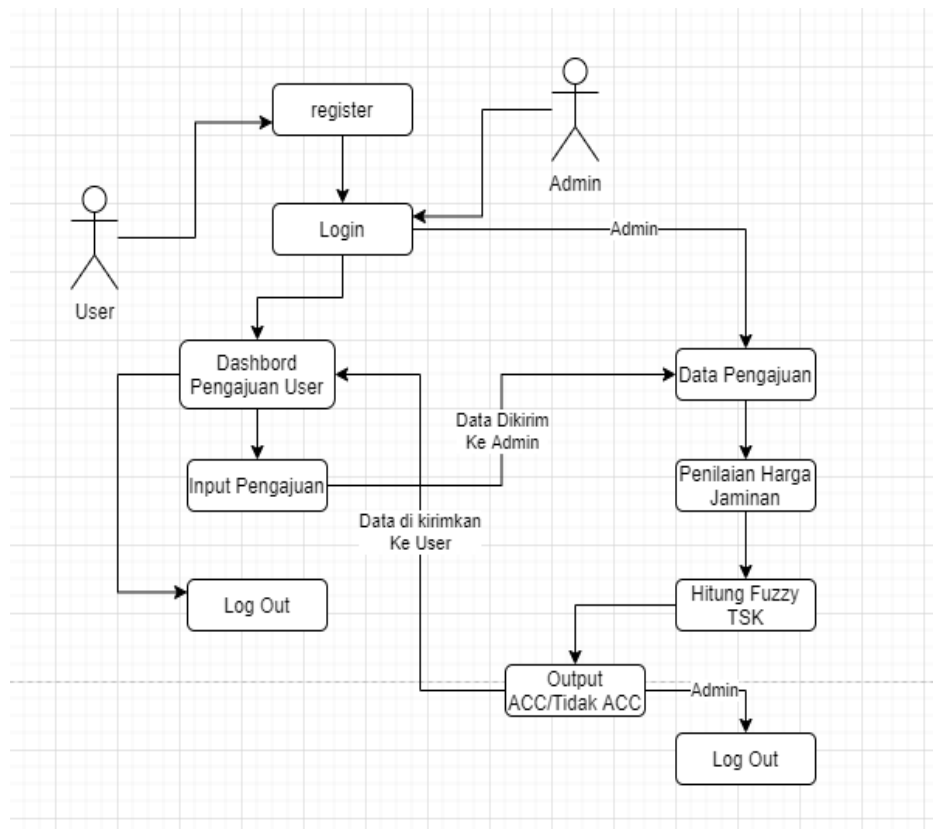 register
Admin
Login
Admin
User
Dashbord
Pengajuan User
Data Pengajuan
Data Dikirim
Ke Admin
Input Pengajuan
Penilaian Harga
Jaminan
Data di kirimkan
Ke User
Log Out
Hitung Fuzzy
TSK
Output
ACC/Tidak ACC
Admin
Log Out